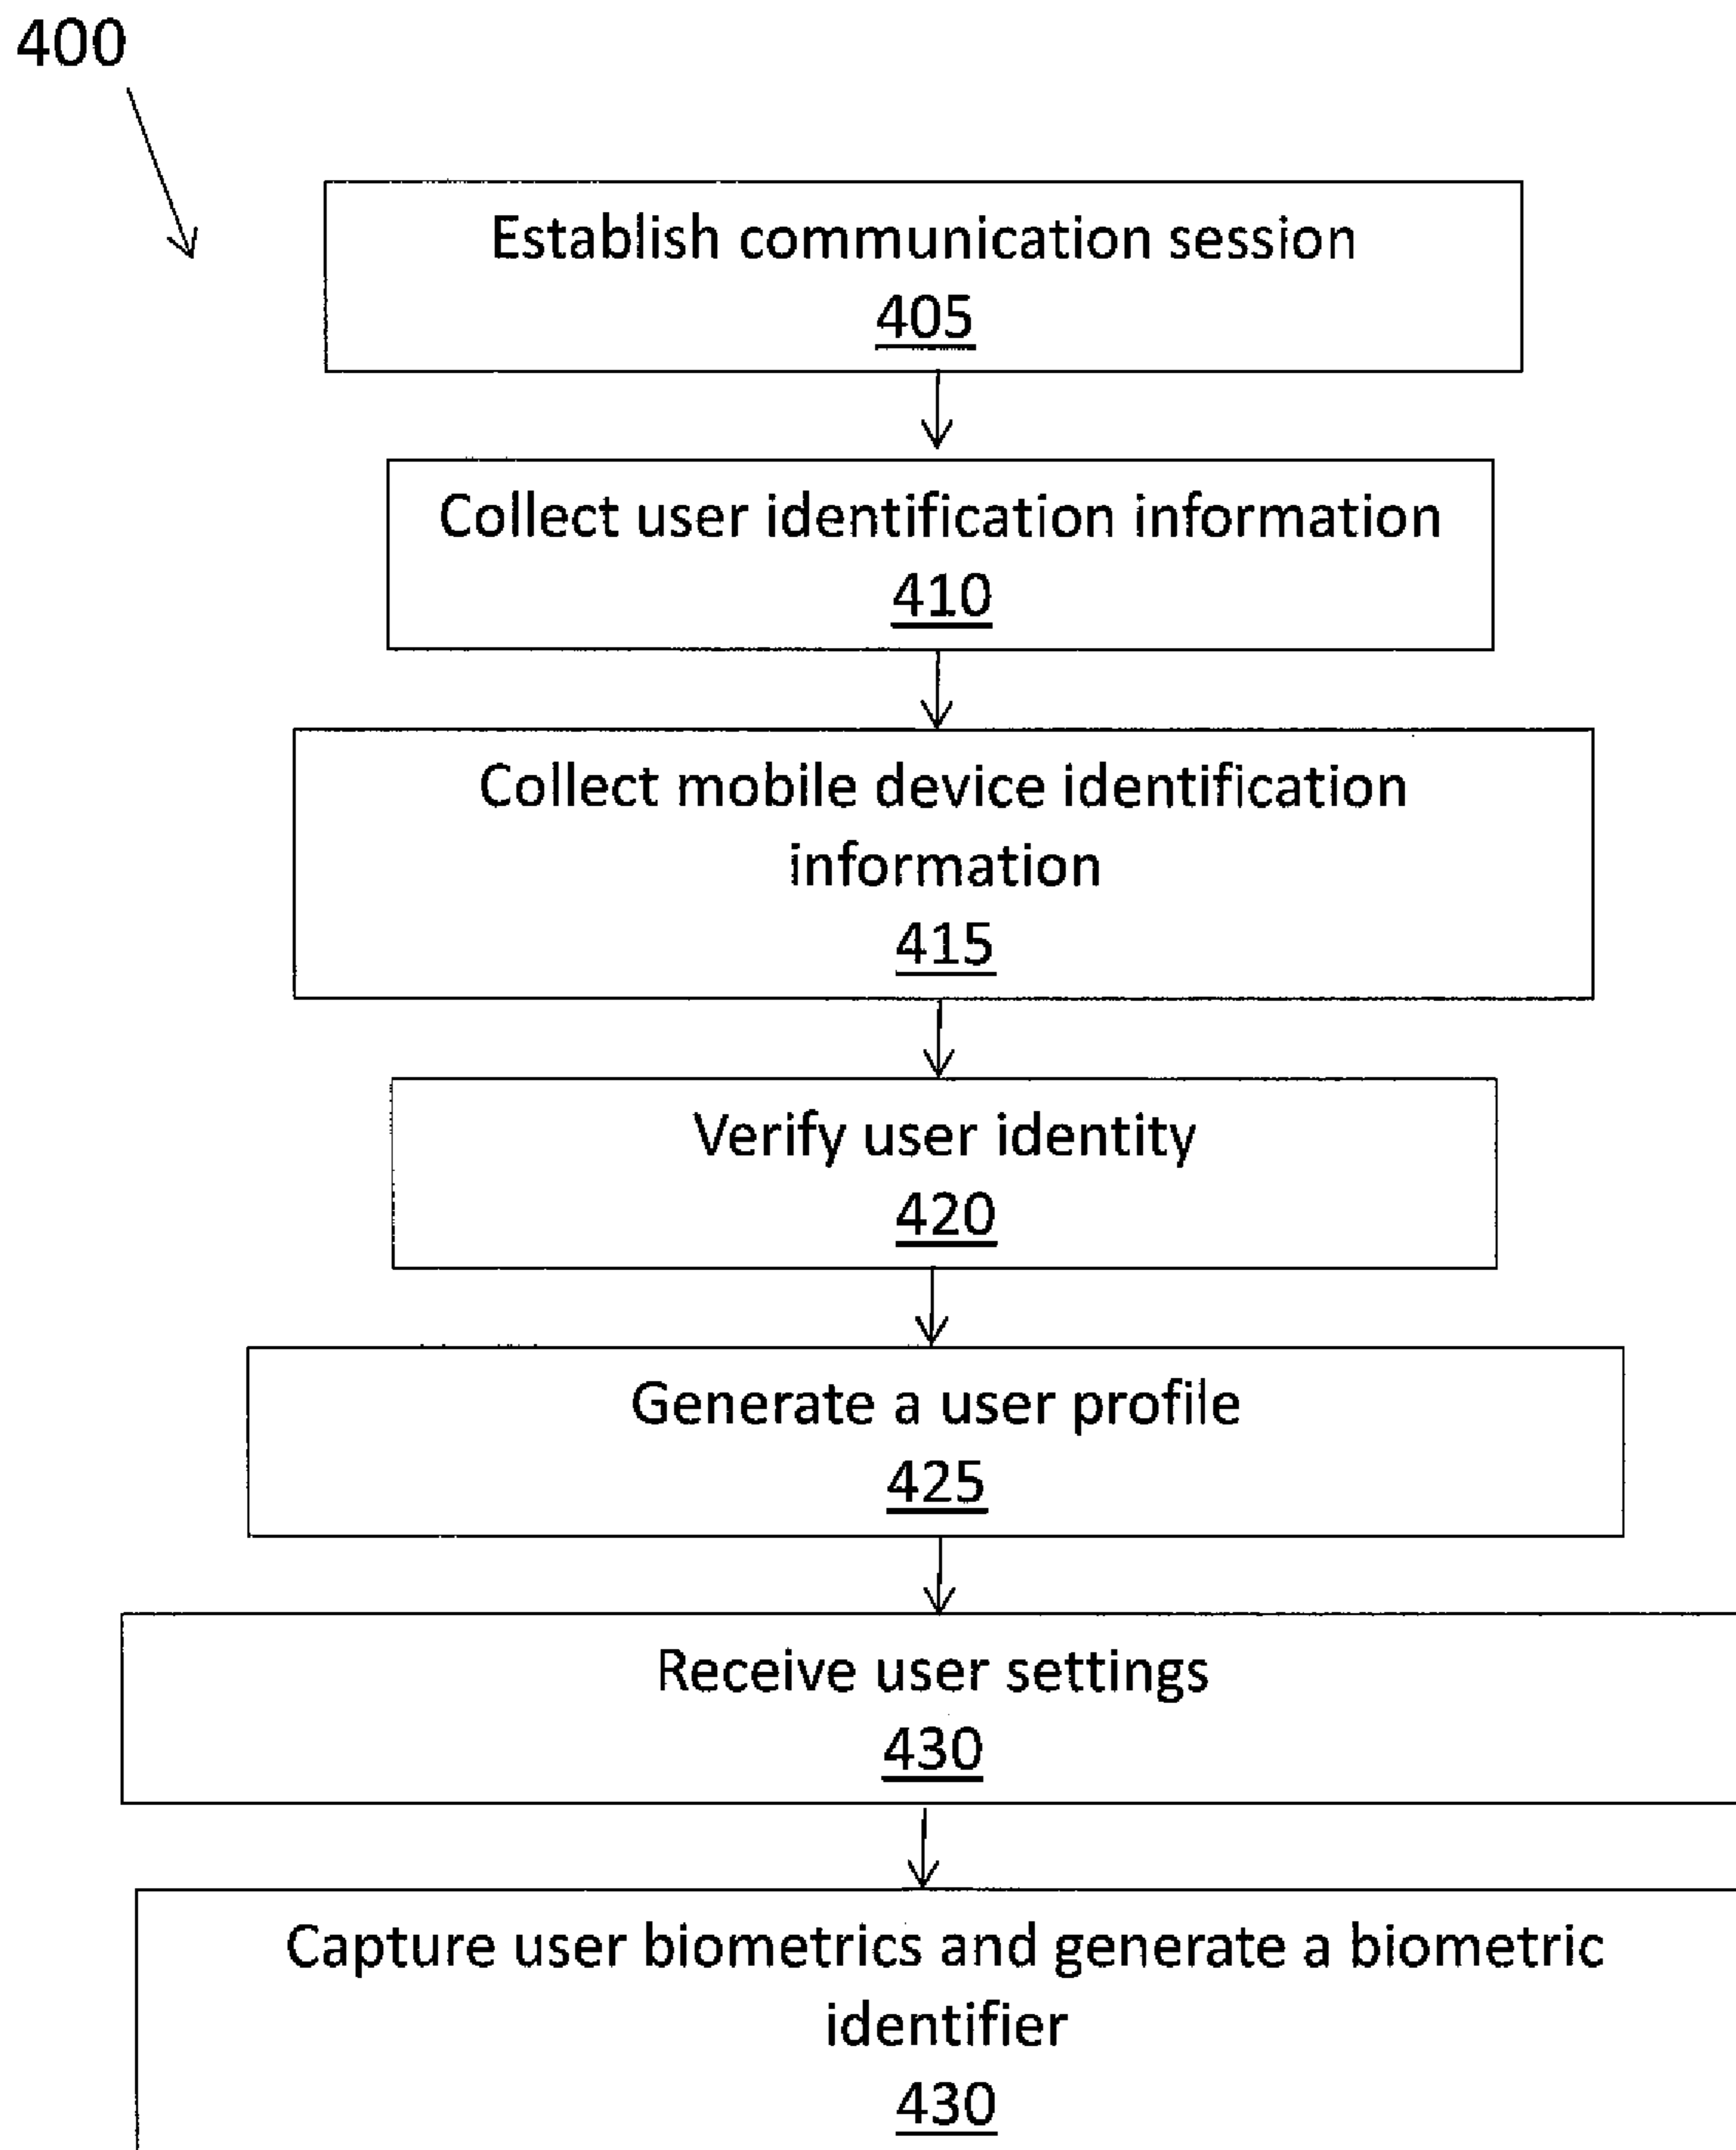 400
Establish communication session
405
Collect user identification information
410
Collect mobile device identification
information
415
Verify user identity
420
Generate a user profile
425
Receive user settings
430
Capture user biometrics and generate a biometric
identifier
430